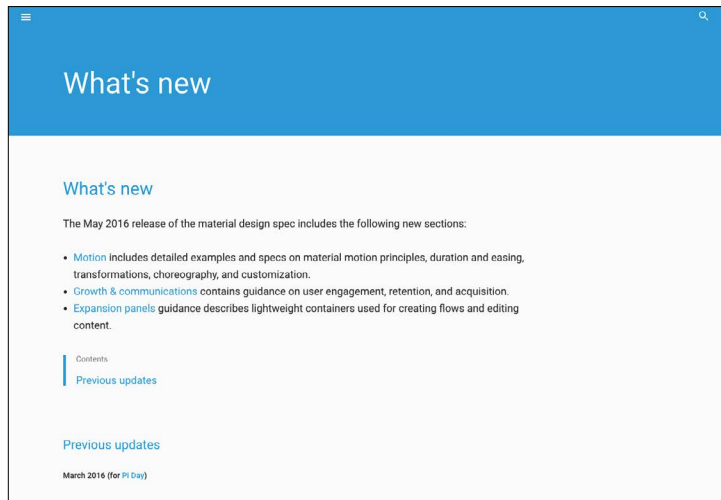 What's new
What's new
The May 2016 release of the material design spec includes the following new sections:
• Motion includes detailed examples and specs on material motion principles, duration and easing,
transformations, choreography, and customization.
• Growth & communications contains guidance on user engagement, retention, and acquisition.
• Expansion panels guidance describes lightweight containers used for creating flows and editing
content.
Contents
Previous updates
Previous updates
March 2016 (for Pi Day)